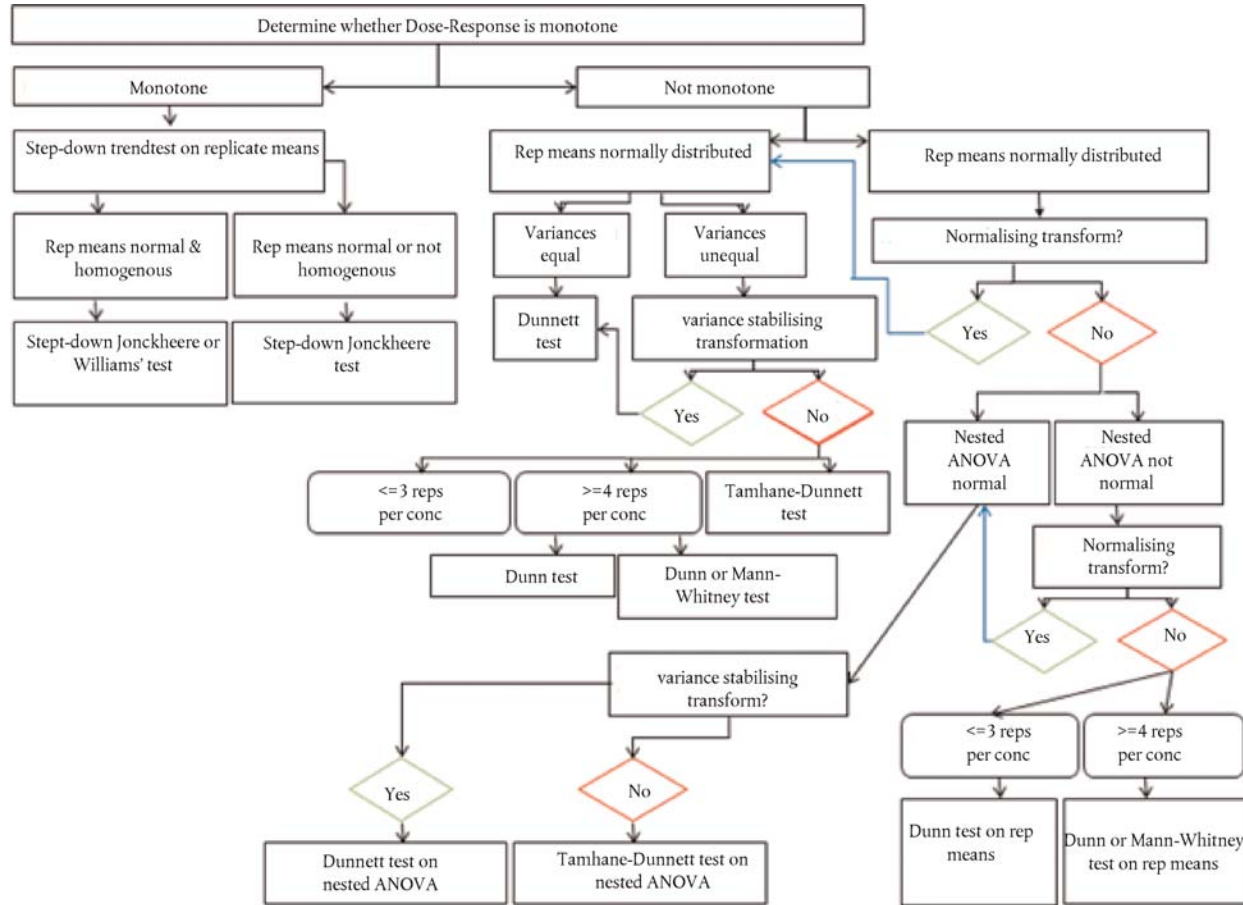 Determine whether Dose-Response is monotone
Monotone
Not monotone
Step-down trendtest on replicate means
Rep means normally distributed
Rep means normally distributed
Rep means normal &
homogenous
Rep means normal or not
homogenous
Variances
equal
Variances
unequal
Normalising transform?
Stept-down Jonckheere or
Williams' test
Step-down Jonckheere
test
Dunnett
test
variance stabilising
transformation
Yes
No
Yes
No
Nested
ANOVA
normal
Nested
ANOVA not
normal
<=3 reps
per conc
>=4 reps
per conc
Tamhane-Dunnett
test
Normalising
transform?
Dunn test
Dunn or Mann-
Whitney test
Yes
No
variance stabilising
transform?
<=3 reps
per conc
>=4 reps
per conc
Yes
No
Dunn test on rep
means
Dunn or Mann-Whitney
test on rep means
Dunnett test on
nested ANOVA
Tamhane-Dunnett test on
nested ANOVA